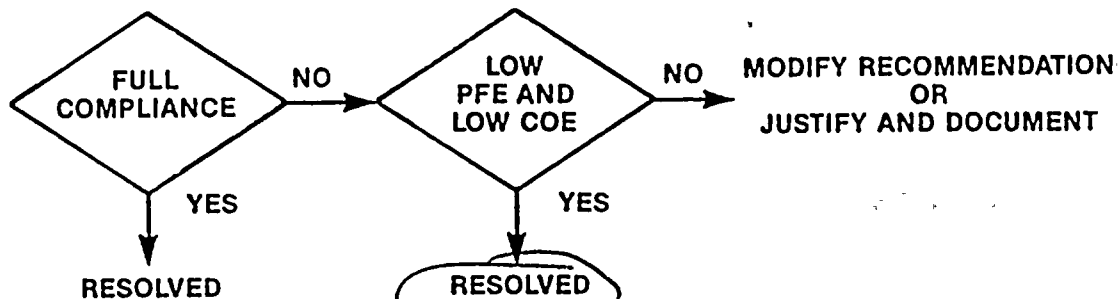 FULL
COMPLIANCE
NO
LOW
PFE AND
LOW COE
NO
MODIFY RECOMMENDATION
OR
JUSTIFY AND DOCUMENT
YES
YES
RESOLVED
RESOLVED